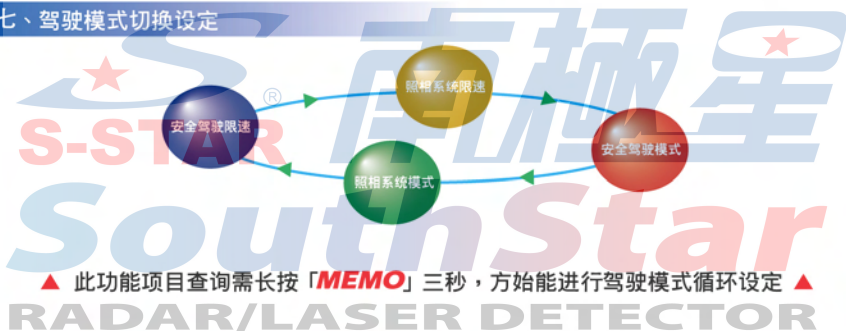 七、驾驶模式切换设定
南極星
®
S-STAR
照相系统限速
安全驾驶限速
安全驾驶模式
照相系统模式
SouthStar
▲ 此功能项目查询需长按「MEMO」三秒，方始能进行驾驶模式循环设定 ▲
RADAR/LASER DETECTOR